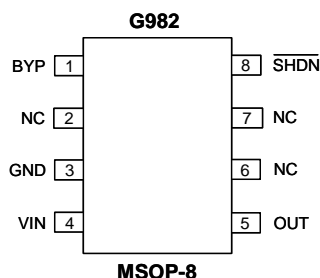 G982
BYP 1 8 SHDN
NC 2 7 NC
GND 3 6 NC
VIN 4 5 OUT
MSOP-8